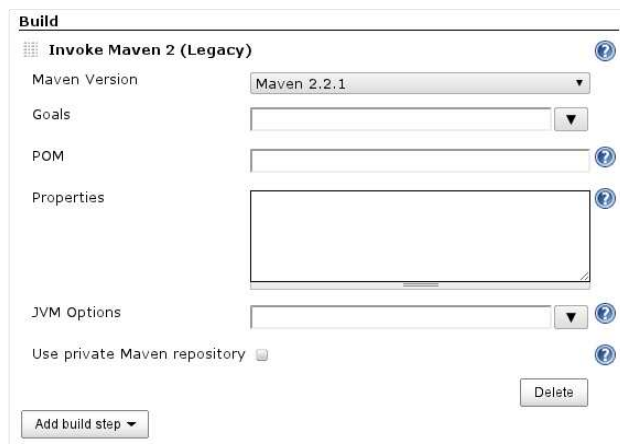 Build
Invoke Maven 2 (Legacy)
Maven Version
Maven 2.2.1
Goals
POM
Properties
JVM Options
Use private Maven repository
Delete
Add build step